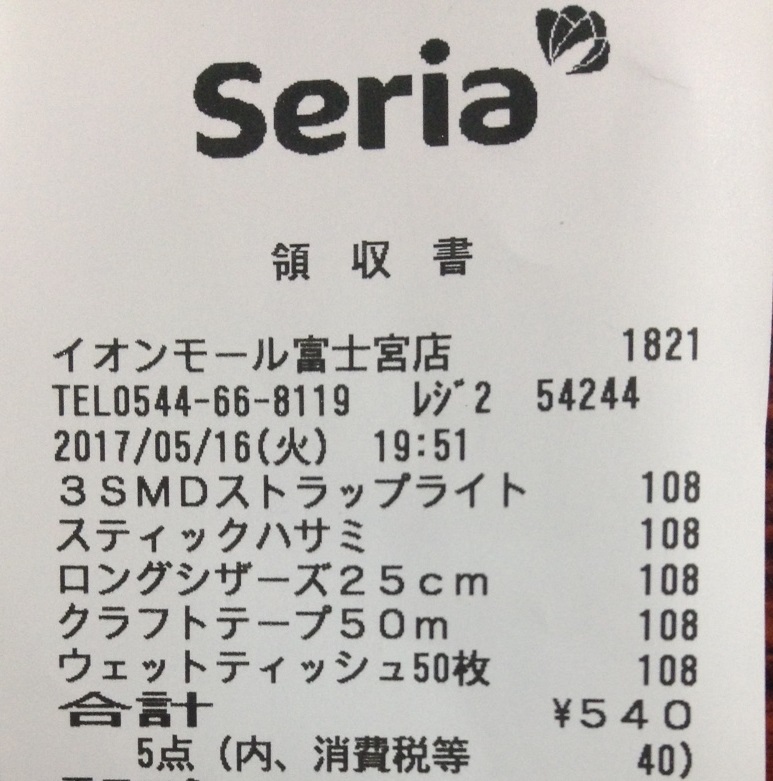 Seria
領収書
イオンモール富士宮店 1821
TEL0544-66-8119 ﾚｼﾞ2 54244
2017/05/16(火) 19:51
３ＳＭＤストラップライト 108
スティックハサミ 108
ロングシザーズ２５ｃｍ 108
クラフトテープ５０ｍ 108
ウェットティッシュ50枚 108
合計 ¥５４０
5点（内、消費税等 40）